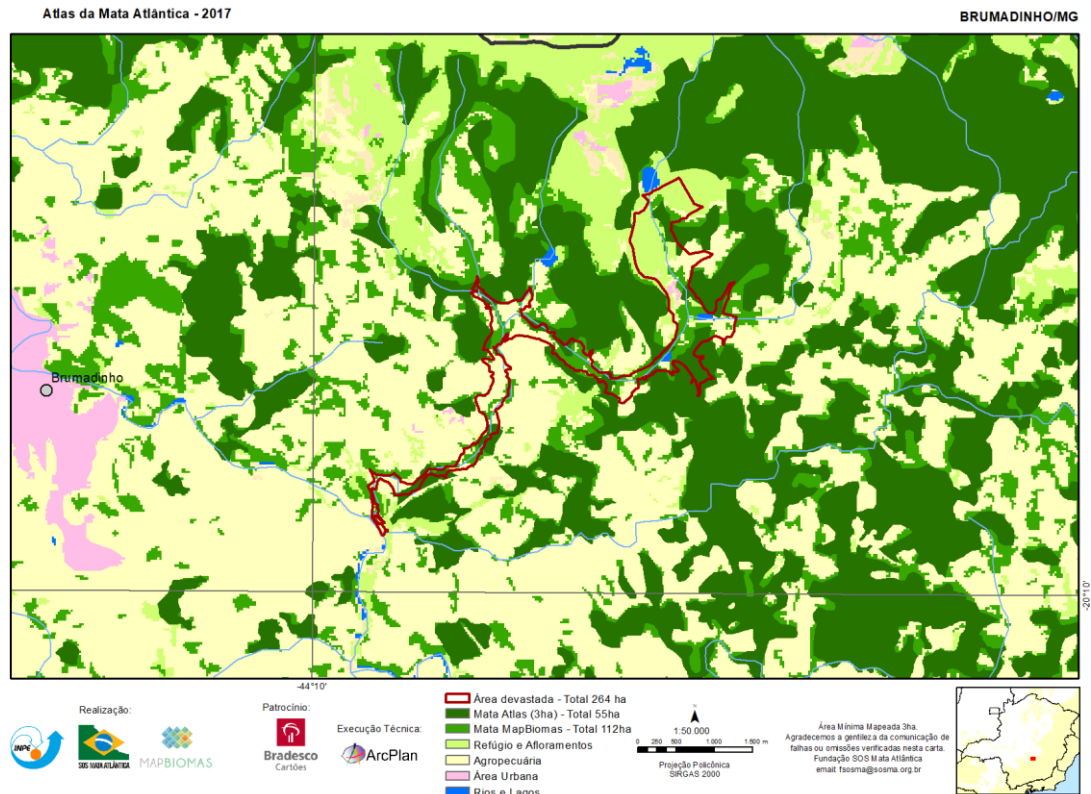 Atlas da Mata Atlântica - 2017
BRUMADINHO/MG
Brumadinho
-20°10'
-44°10'
Realização:
INPE
SOS MATA ATLÂNTICA
MAPBIOMAS
Patrocínio:
Bradesco
Cartões
Execução Técnica:
ArcPlan
Área devastada - Total 264 ha
Mata Atlas (3ha) - Total 55ha
Mata MapBiomas - Total 112ha
Refúgio e Afloramentos
Agropecuária
Área Urbana
Rios e Lagos
N
1:50.000
0 250 500 1.000 1.500 m
Projeção Policônica
SIRGAS 2000
Área Mínima Mapeada 3ha.
Agradecemos a gentileza da comunicação de
falhas ou omissões verificadas nesta carta.
Fundação SOS Mata Atlântica
email: fsosma@sosma.org.br